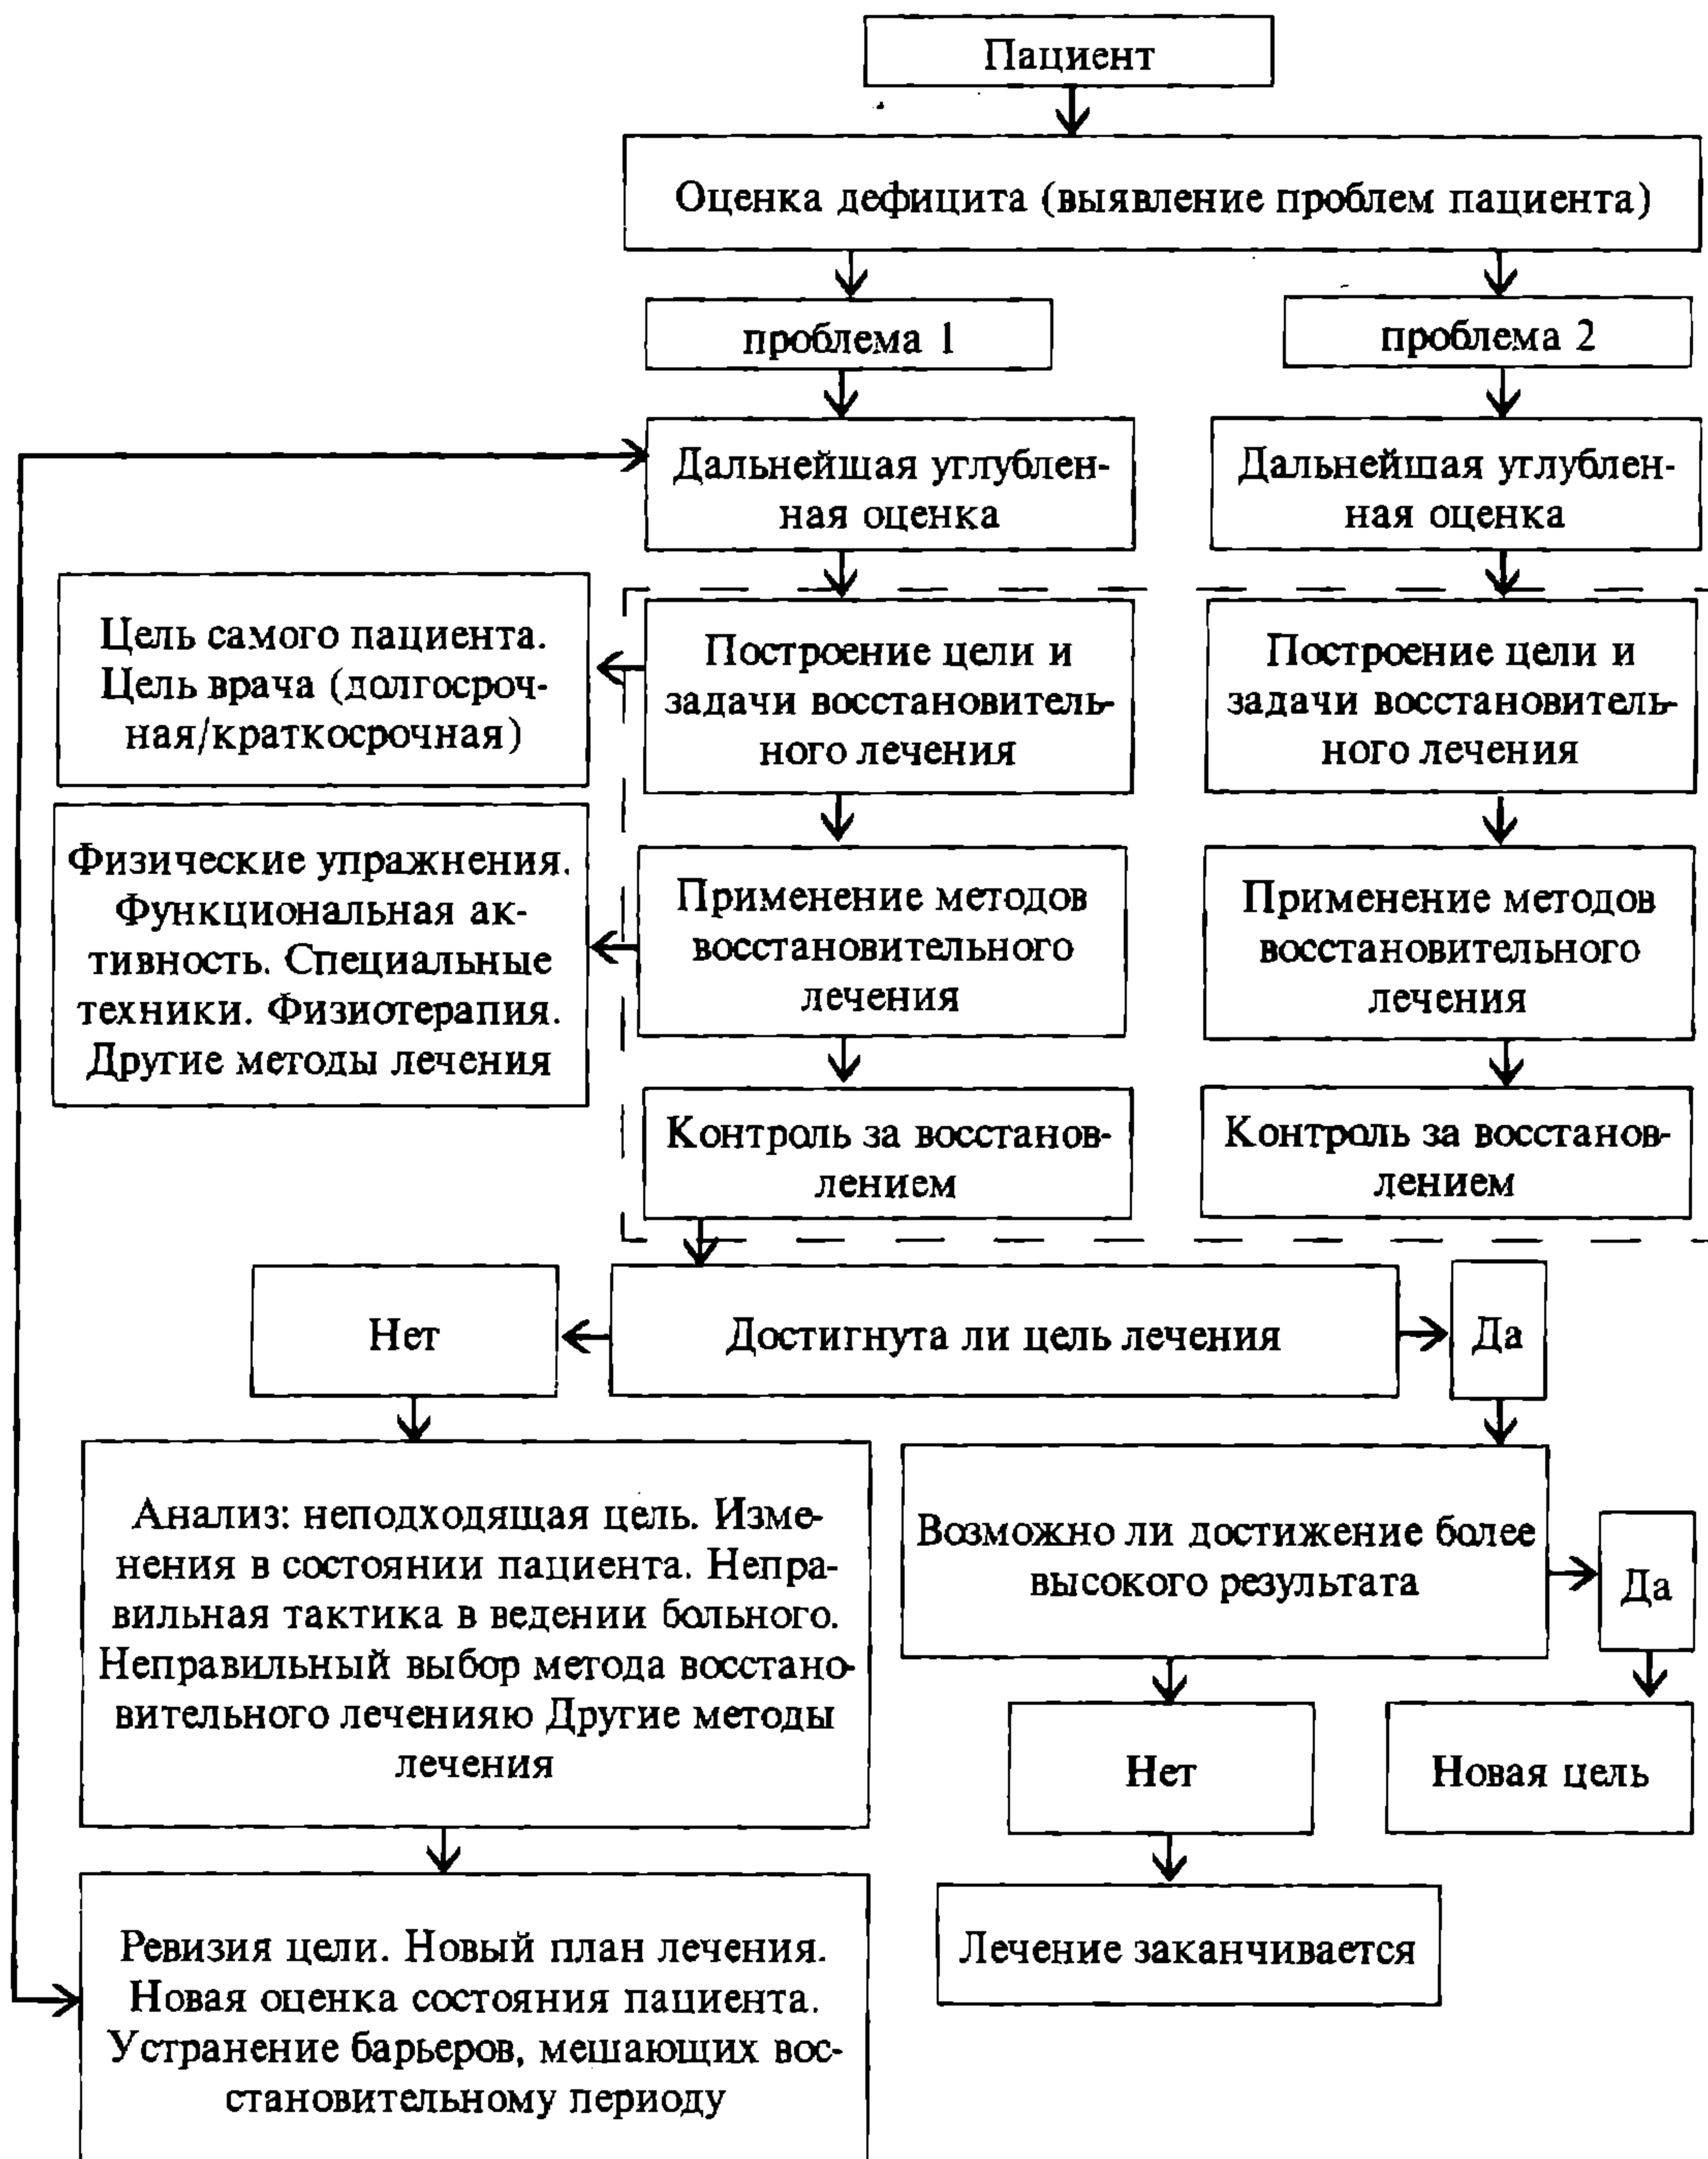 Пациент
Оценка дефицита (выявление проблем пациента)
проблема 1
проблема 2
Дальнейшая углублен-
ная оценка
Дальнейшая углублен-
ная оценка
Цель самого пациента.
Цель врача (долгосроч-
ная/краткосрочная)
Построение цели и
задачи восстановитель-
ного лечения
Построение цели и
задачи восстановитель-
ного лечения
Физические упражнения.
Функциональная ак-
тивность. Специальные
техники. Физиотерапия.
Другие методы лечения
Применение методов
восстановительного
лечения
Применение методов
восстановительного
лечения
Контроль за восстанов-
лением
Контроль за восстанов-
лением
Нет
Достигнута ли цель лечения
Да
Анализ: неподходящая цель. Изме-
нения в состоянии пациента. Непра-
вильная тактика в ведении больного.
Неправильный выбор метода восстано-
вительного лечению Другие методы
лечения
Возможно ли достижение более
высокого результата
Да
Нет
Новая цель
Лечение заканчивается
Ревизия цели. Новый план лечения.
Новая оценка состояния пациента.
Устранение барьеров, мешающих вос-
становительному периоду